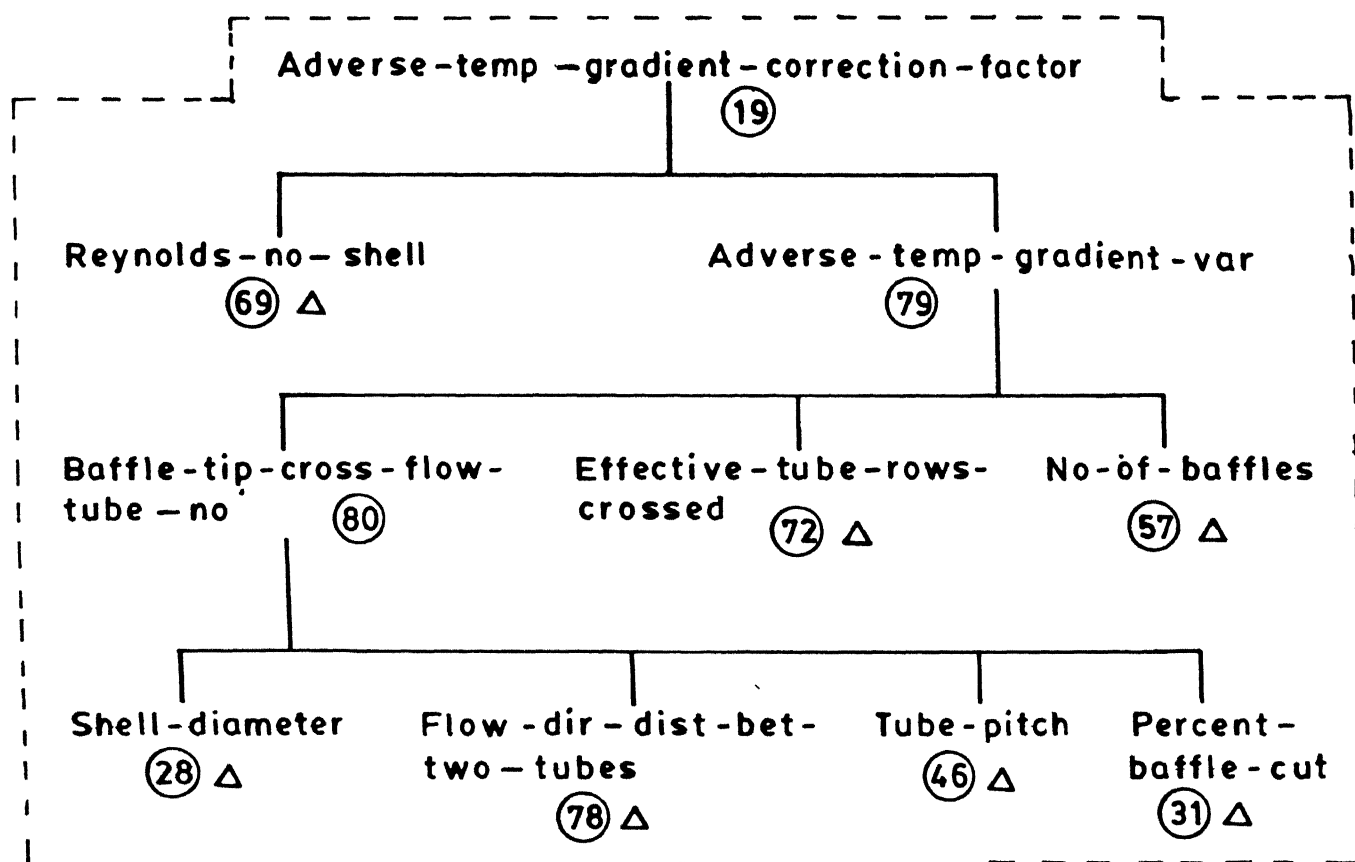 Adverse-temp-gradient-correction-factor
19
Reynolds-no-shell
69 Δ
Adverse-temp-gradient-var
79
Baffle-tip-cross-flow-
tube-no
80
Effective-tube-rows-
crossed
72 Δ
No-of-baffles
57 Δ
Shell-diameter
28 Δ
Flow-dir-dist-bet-
two-tubes
78 Δ
Tube-pitch
46 Δ
Percent-
baffle-cut
31 Δ